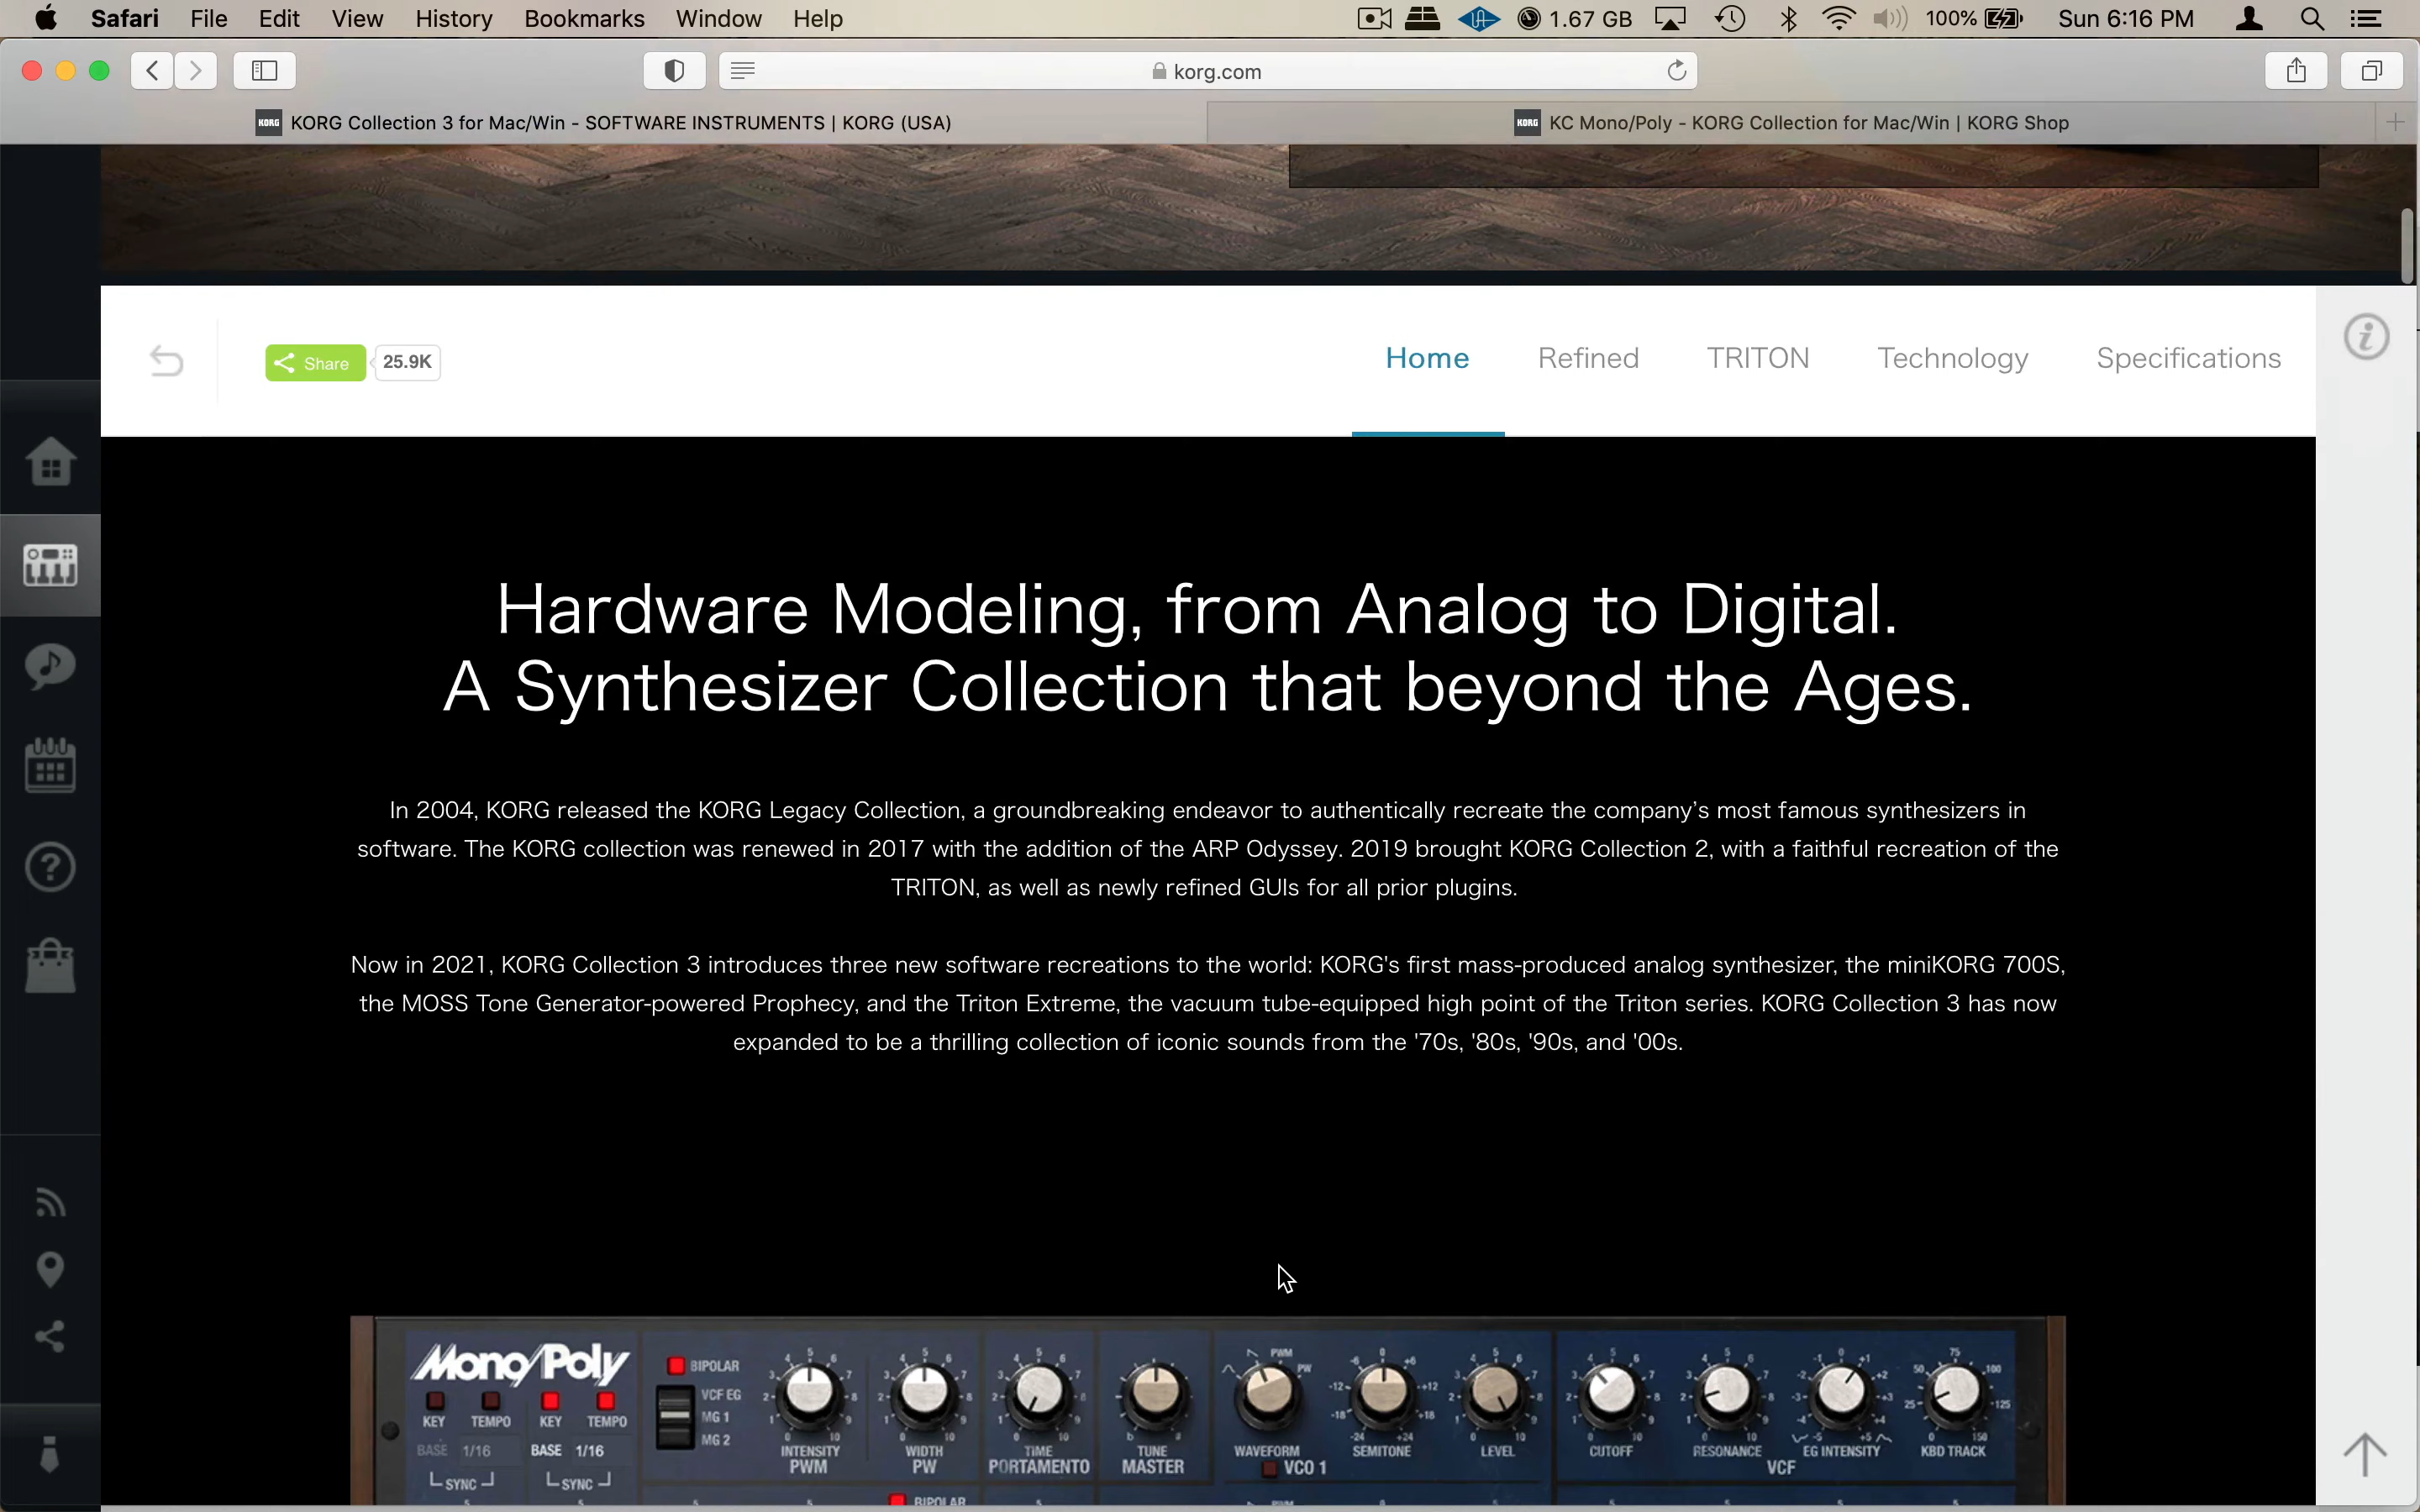 Safari File Edit View History Bookmarks Window Help 1.67 GB 100% Sun 6:16 PM
korg.com
KORG KORG Collection 3 for Mac/Win - SOFTWARE INSTRUMENTS | KORG (USA) KORG KC Mono/Poly - KORG Collection for Mac/Win | KORG Shop
Share 25.9K Home Refined TRITON Technology Specifications
Hardware Modeling, from Analog to Digital.
A Synthesizer Collection that beyond the Ages.
In 2004, KORG released the KORG Legacy Collection, a groundbreaking endeavor to authentically recreate the company’s most famous synthesizers in
software. The KORG collection was renewed in 2017 with the addition of the ARP Odyssey. 2019 brought KORG Collection 2, with a faithful recreation of the
TRITON, as well as newly refined GUIs for all prior plugins.
Now in 2021, KORG Collection 3 introduces three new software recreations to the world: KORG's first mass-produced analog synthesizer, the miniKORG 700S,
the MOSS Tone Generator-powered Prophecy, and the Triton Extreme, the vacuum tube-equipped high point of the Triton series. KORG Collection 3 has now
expanded to be a thrilling collection of iconic sounds from the '70s, '80s, '90s, and '00s.
Mono/Poly
BIPOLAR
VCF EG
MG 1
MG 2
KEY TEMPO KEY TEMPO
BASE 1/16 BASE 1/16
SYNC SYNC
INTENSITY WIDTH TIME TUNE WAVEFORM SEMITONE LEVEL CUTOFF RESONANCE EG INTENSITY KBD TRACK
PWM PW PORTAMENTO MASTER VCO 1 VCF
BIPOLAR